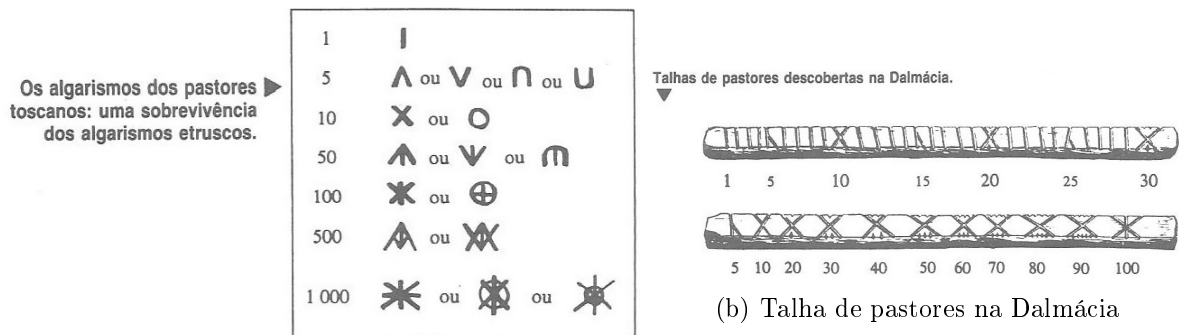 Os algarismos dos pastores
toscanos: uma sobrevivência
dos algarismos etruscos.
1
5 ou ou ou
10 ou
50 ou ou
100 ou
500 ou
1 000 ou ou
Talhas de pastores descobertas na Dalmácia.
1 5 10 15 20 25 30
5 10 20 30 40 50 60 70 80 90 100
(b) Talha de pastores na Dalmácia